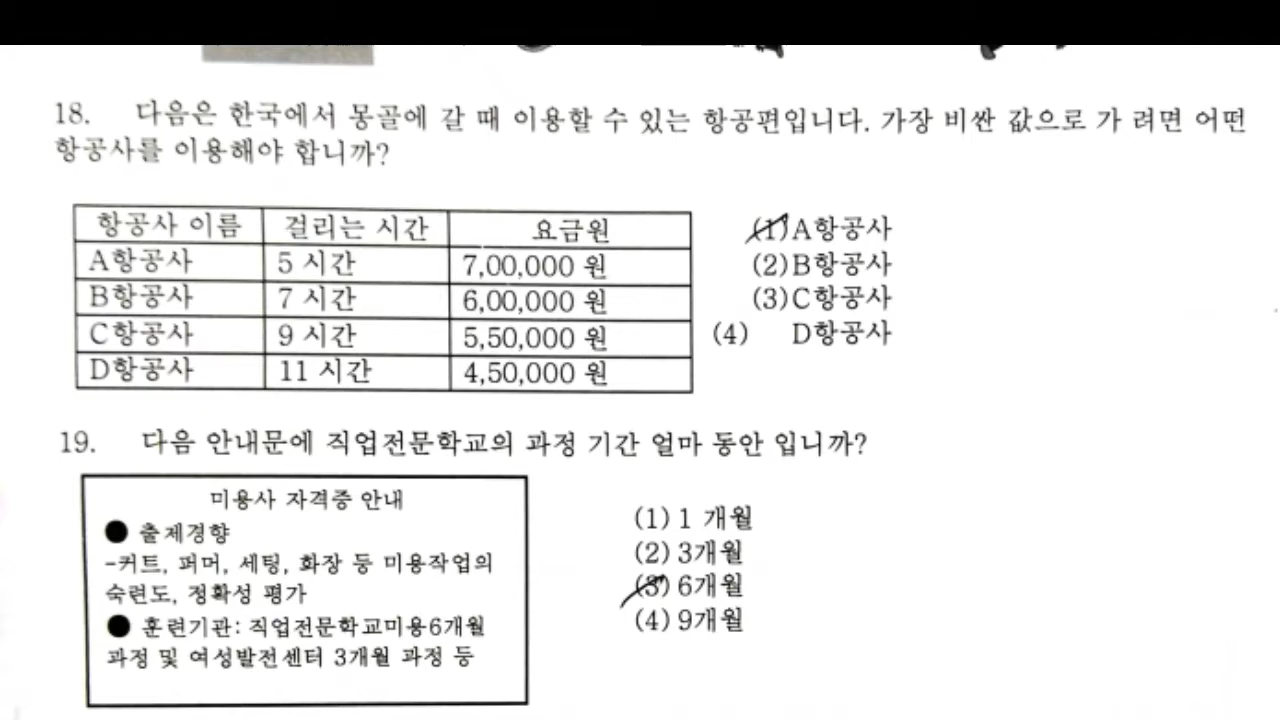 18. 다음은 한국에서 몽골에 갈 때 이용할 수 있는 항공편입니다. 가장 비싼 값으로 가 려면 어떤
항공사를 이용해야 합니까?
항공사 이름 걸리는 시간 요금원
A항공사 5 시간 7,00,000 원
B항공사 7 시간 6,00,000 원
C항공사 9 시간 5,50,000 원
D항공사 11 시간 4,50,000 원
(1)A항공사
(2)B항공사
(3)C항공사
(4) D항공사
19. 다음 안내문에 직업전문학교의 과정 기간 얼마 동안 입니까?
미용사 자격증 안내
● 출제경향
-커트, 퍼머, 세팅, 화장 등 미용작업의
숙련도, 정확성 평가
● 훈련기관: 직업전문학교미용6개월
과정 및 여성발전센터 3개월 과정 등
(1) 1 개월
(2) 3개월
(3) 6개월
(4) 9개월